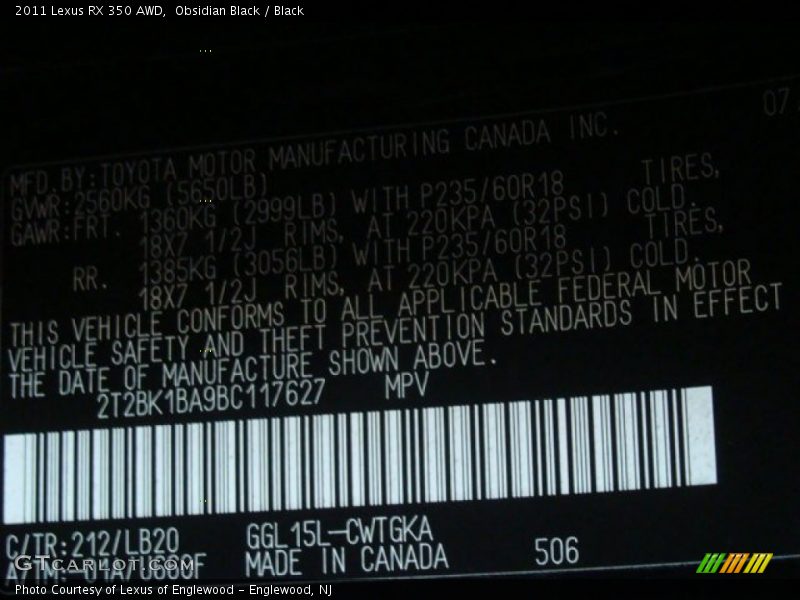 2011 Lexus RX 350 AWD,  Obsidian Black / Black
07
MFD.BY:TOYOTA MOTOR MANUFACTURING CANADA INC.
GVWR:2560KG (5650LB)
GAWR:FRT. 1360KG (2999LB) WITH P235/60R18 TIRES,
18X7 1/2J RIMS, AT 220KPA (32PSI) COLD.
RR. 1385KG (3056LB) WITH P235/60R18 TIRES,
18X7 1/2J RIMS, AT 220KPA (32PSI) COLD.
THIS VEHICLE CONFORMS TO ALL APPLICABLE FEDERAL MOTOR
VEHICLE SAFETY AND THEFT PREVENTION STANDARDS IN EFFECT
THE DATE OF MANUFACTURE SHOWN ABOVE.
2T2BK1BA9BC117627 MPV
C/TR:212/LB20 GGL15L-CWTGKA
MADE IN CANADA 506
GTcarlot.com
Photo Courtesy of Lexus of Englewood - Englewood, NJ